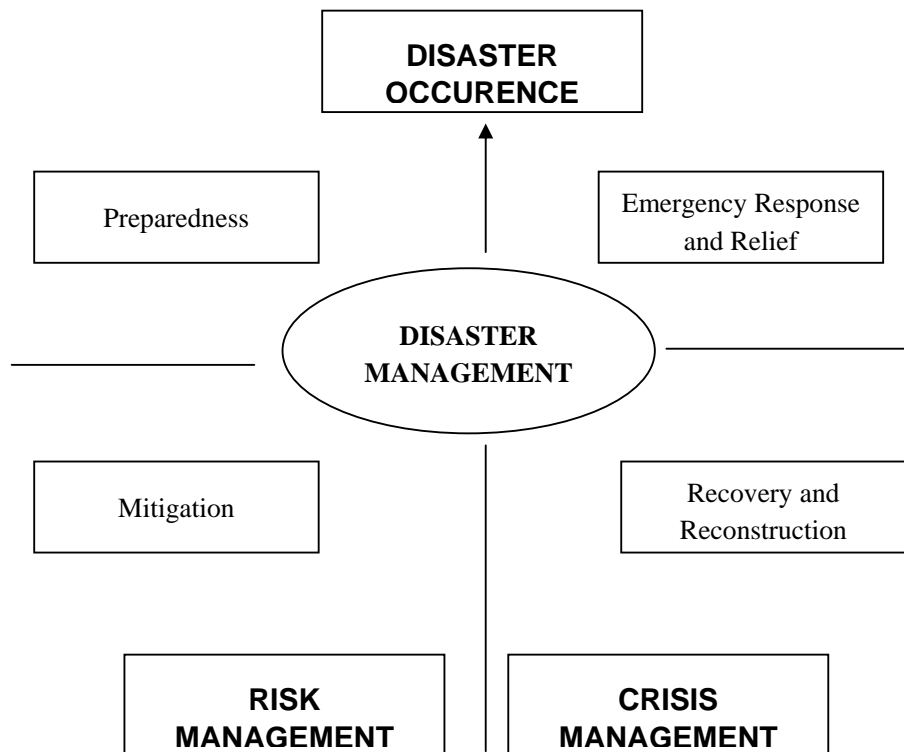 DISASTER
OCCURENCE
Preparedness
Emergency Response
and Relief
DISASTER
MANAGEMENT
Mitigation
Recovery and
Reconstruction
RISK
MANAGEMENT
CRISIS
MANAGEMENT